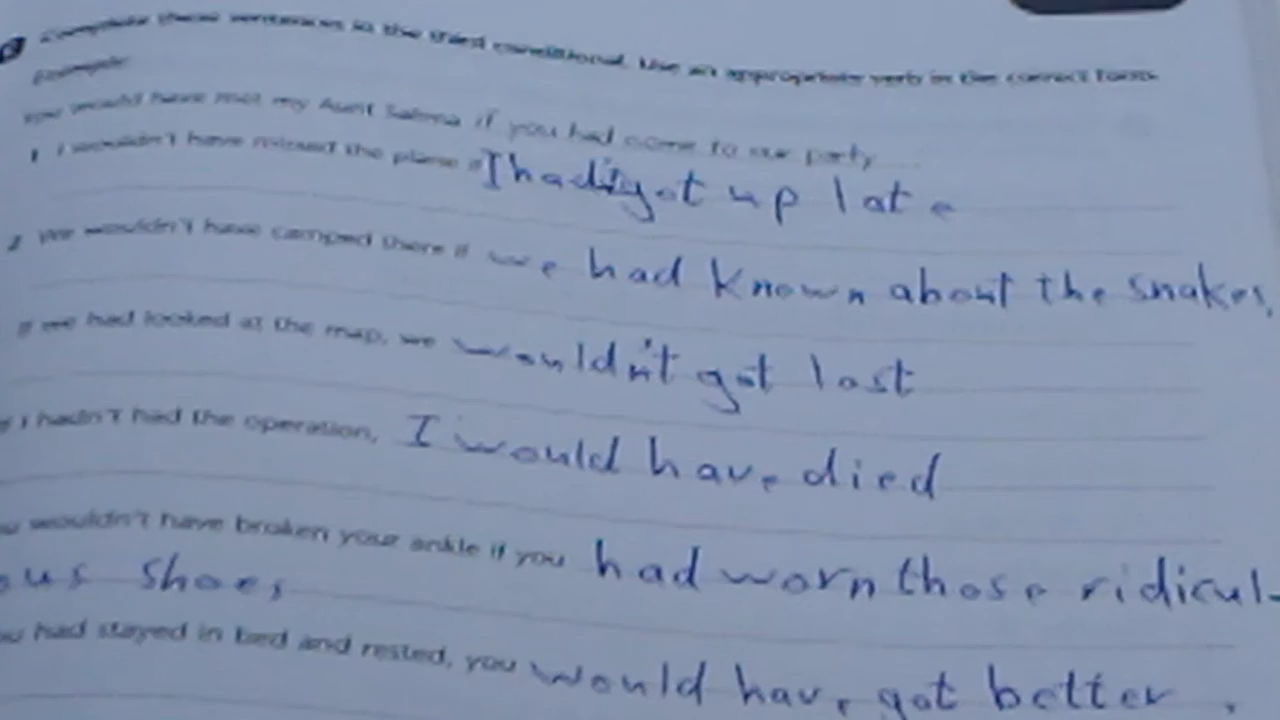 Complete these sentences in the third conditional. Use an appropriate verb in the correct form.
Example:
You would have met my Aunt Salma if you had come to our party
1 I wouldn't have missed the plane if I hadn't got up late
2 We wouldn't have camped there if we had known about the snakes,
If we had looked at the map, we wouldn't got lost
I hadn't had the operation, I would have died
wouldn't have broken your ankle if you had worn those ridicul-
ous shoes
had stayed in bed and rested, you would have got better.